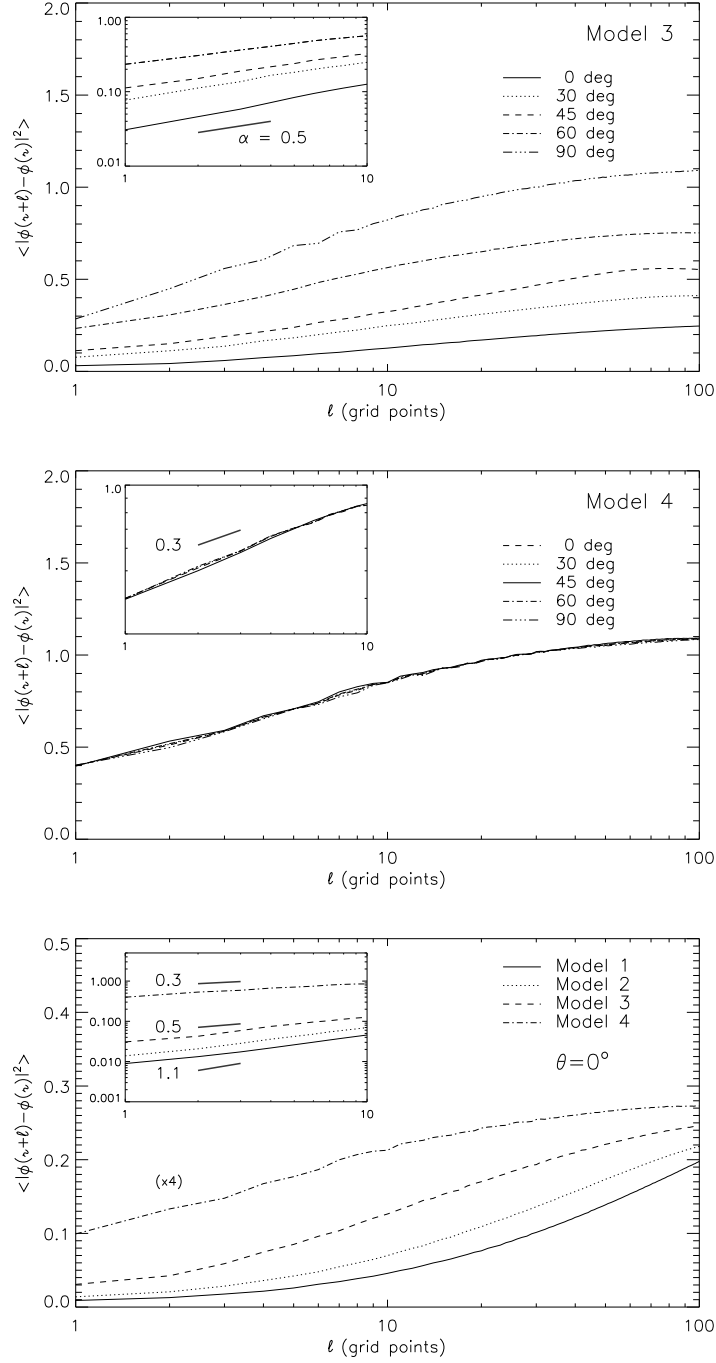 2.0
1.5
1.0
0.5
0.0
<|ϕ(r+ℓ)−ϕ(r)|²>
1.00
0.10
0.01
1
10
α = 0.5
Model 3
0 deg
30 deg
45 deg
60 deg
90 deg
1
10
100
ℓ (grid points)
2.0
1.5
1.0
0.5
0.0
<|ϕ(r+ℓ)−ϕ(r)|²>
1.0
0.3
1
10
Model 4
0 deg
30 deg
45 deg
60 deg
90 deg
1
10
100
ℓ (grid points)
0.5
0.4
0.3
0.2
0.1
0.0
<|ϕ(r+ℓ)−ϕ(r)|²>
1.000
0.100
0.010
0.001
0.3
0.5
1.1
1
10
Model 1
Model 2
Model 3
Model 4
θ=0°
(x4)
1
10
100
ℓ (grid points)